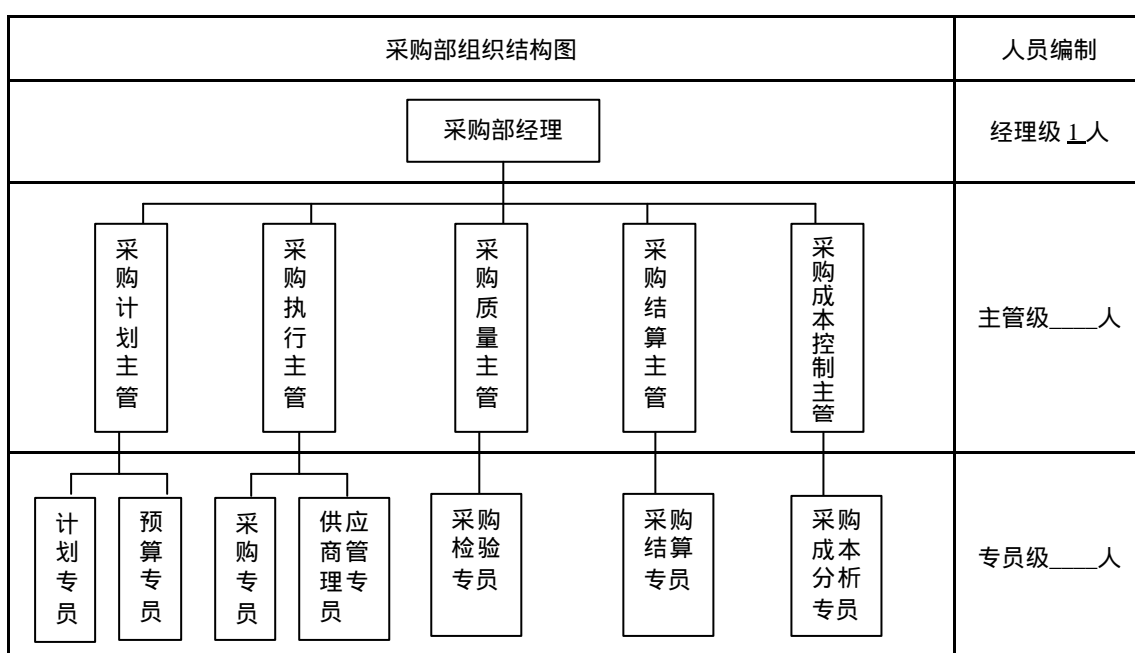 采购部组织结构图
人员编制
采购部经理
经理级 1 人
采购计划主管
采购执行主管
采购质量主管
采购结算主管
采购成本控制主管
主管级____人
计划专员
预算专员
采购专员
供应
商管
理专
员
采购
检验
专员
采购
结算
专员
采购
成本
分析
专员
专员级____人